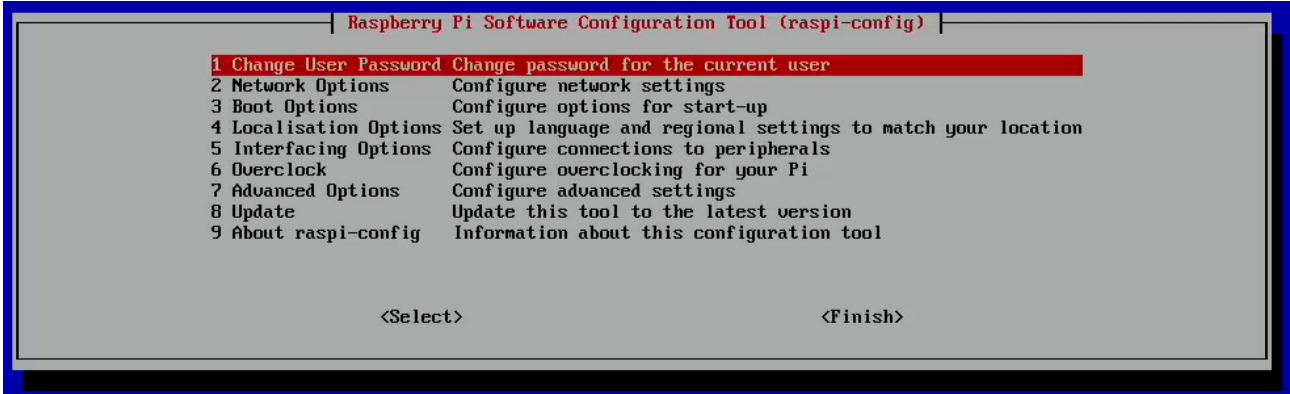 Raspberry Pi Software Configuration Tool (raspi-config)
1 Change User Password Change password for the current user
2 Network Options Configure network settings
3 Boot Options Configure options for start-up
4 Localisation Options Set up language and regional settings to match your location
5 Interfacing Options Configure connections to peripherals
6 Overclock Configure overclocking for your Pi
7 Advanced Options Configure advanced settings
8 Update Update this tool to the latest version
9 About raspi-config Information about this configuration tool
<Select> <Finish>